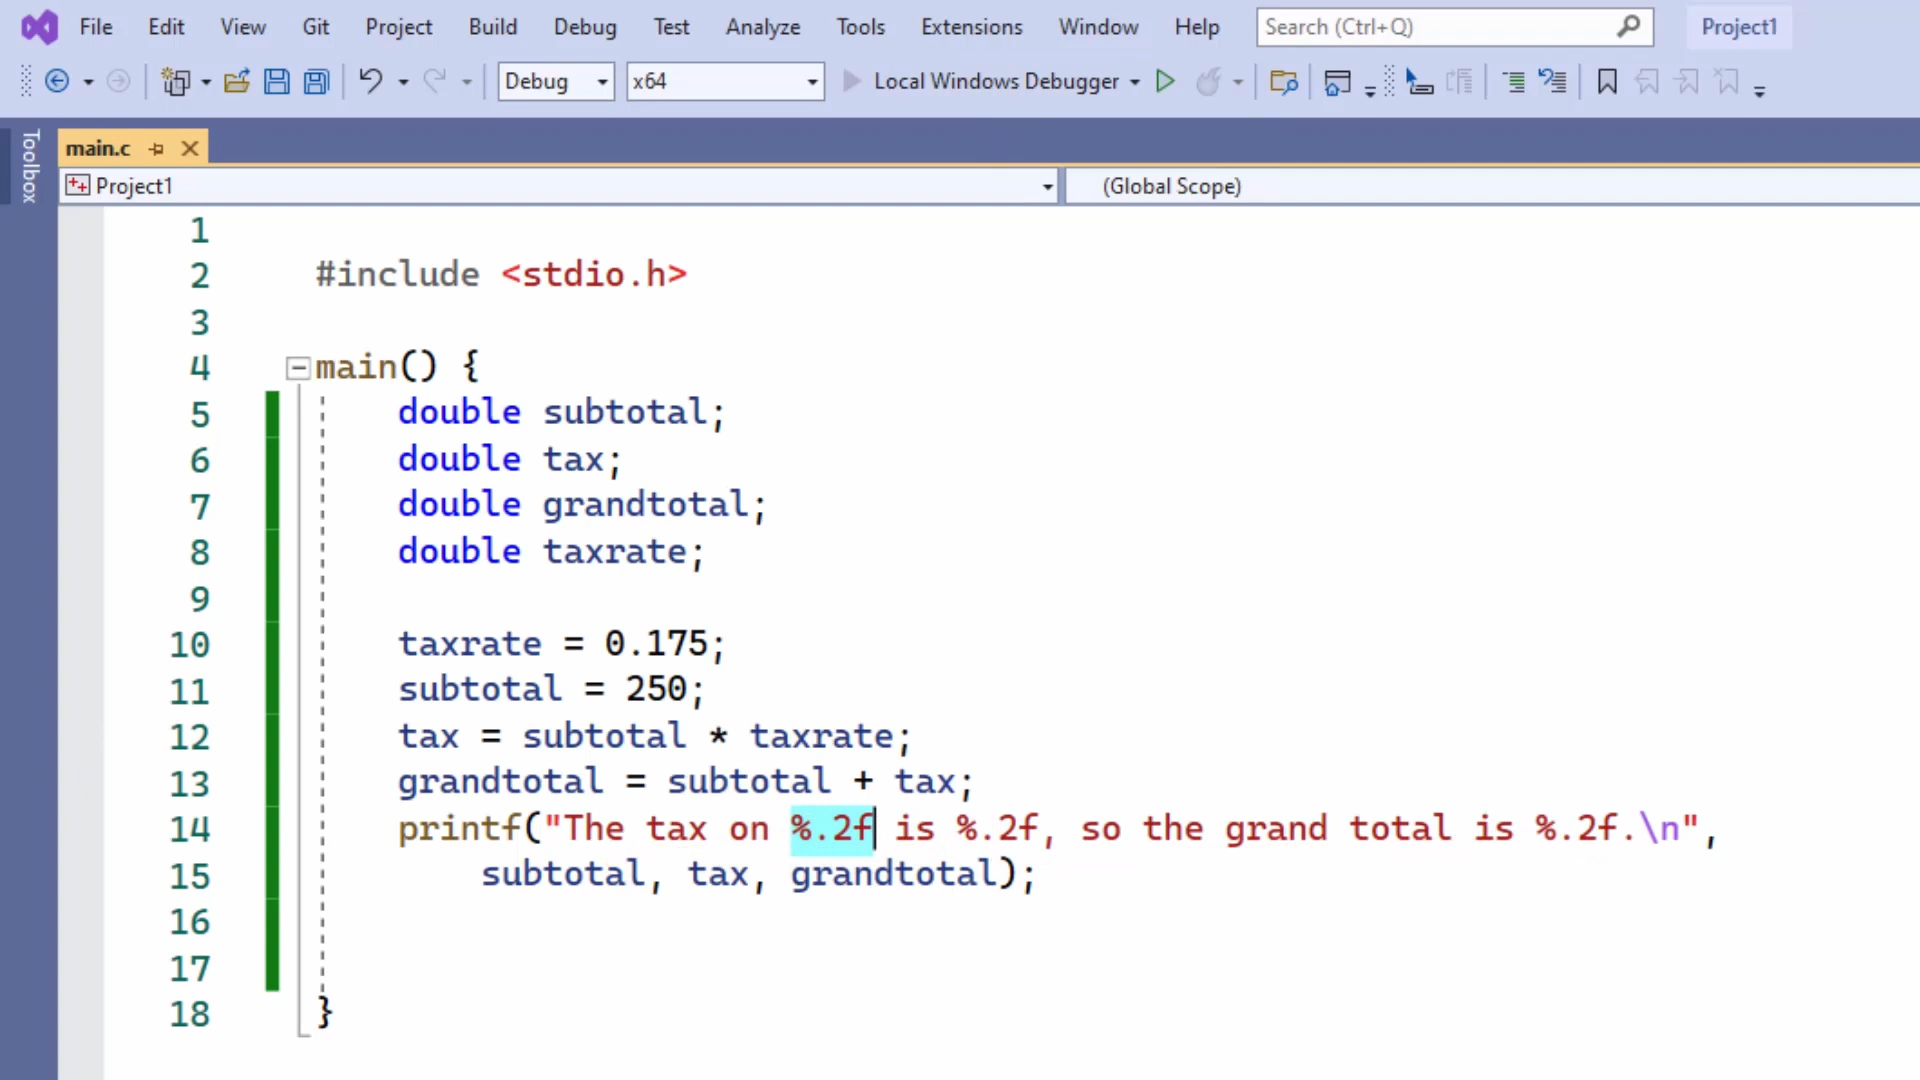 File Edit View Git Project Build Debug Test Analyze Tools Extensions Window Help Search (Ctrl+Q) Project1
Debug x64 Local Windows Debugger
Toolbox
main.c
Project1 (Global Scope)
1
2 #include <stdio.h>
3
4 main() {
5 double subtotal;
6 double tax;
7 double grandtotal;
8 double taxrate;
9
10 taxrate = 0.175;
11 subtotal = 250;
12 tax = subtotal * taxrate;
13 grandtotal = subtotal + tax;
14 printf("The tax on %.2f is %.2f, so the grand total is %.2f.\n",
15 subtotal, tax, grandtotal);
16
17
18 }